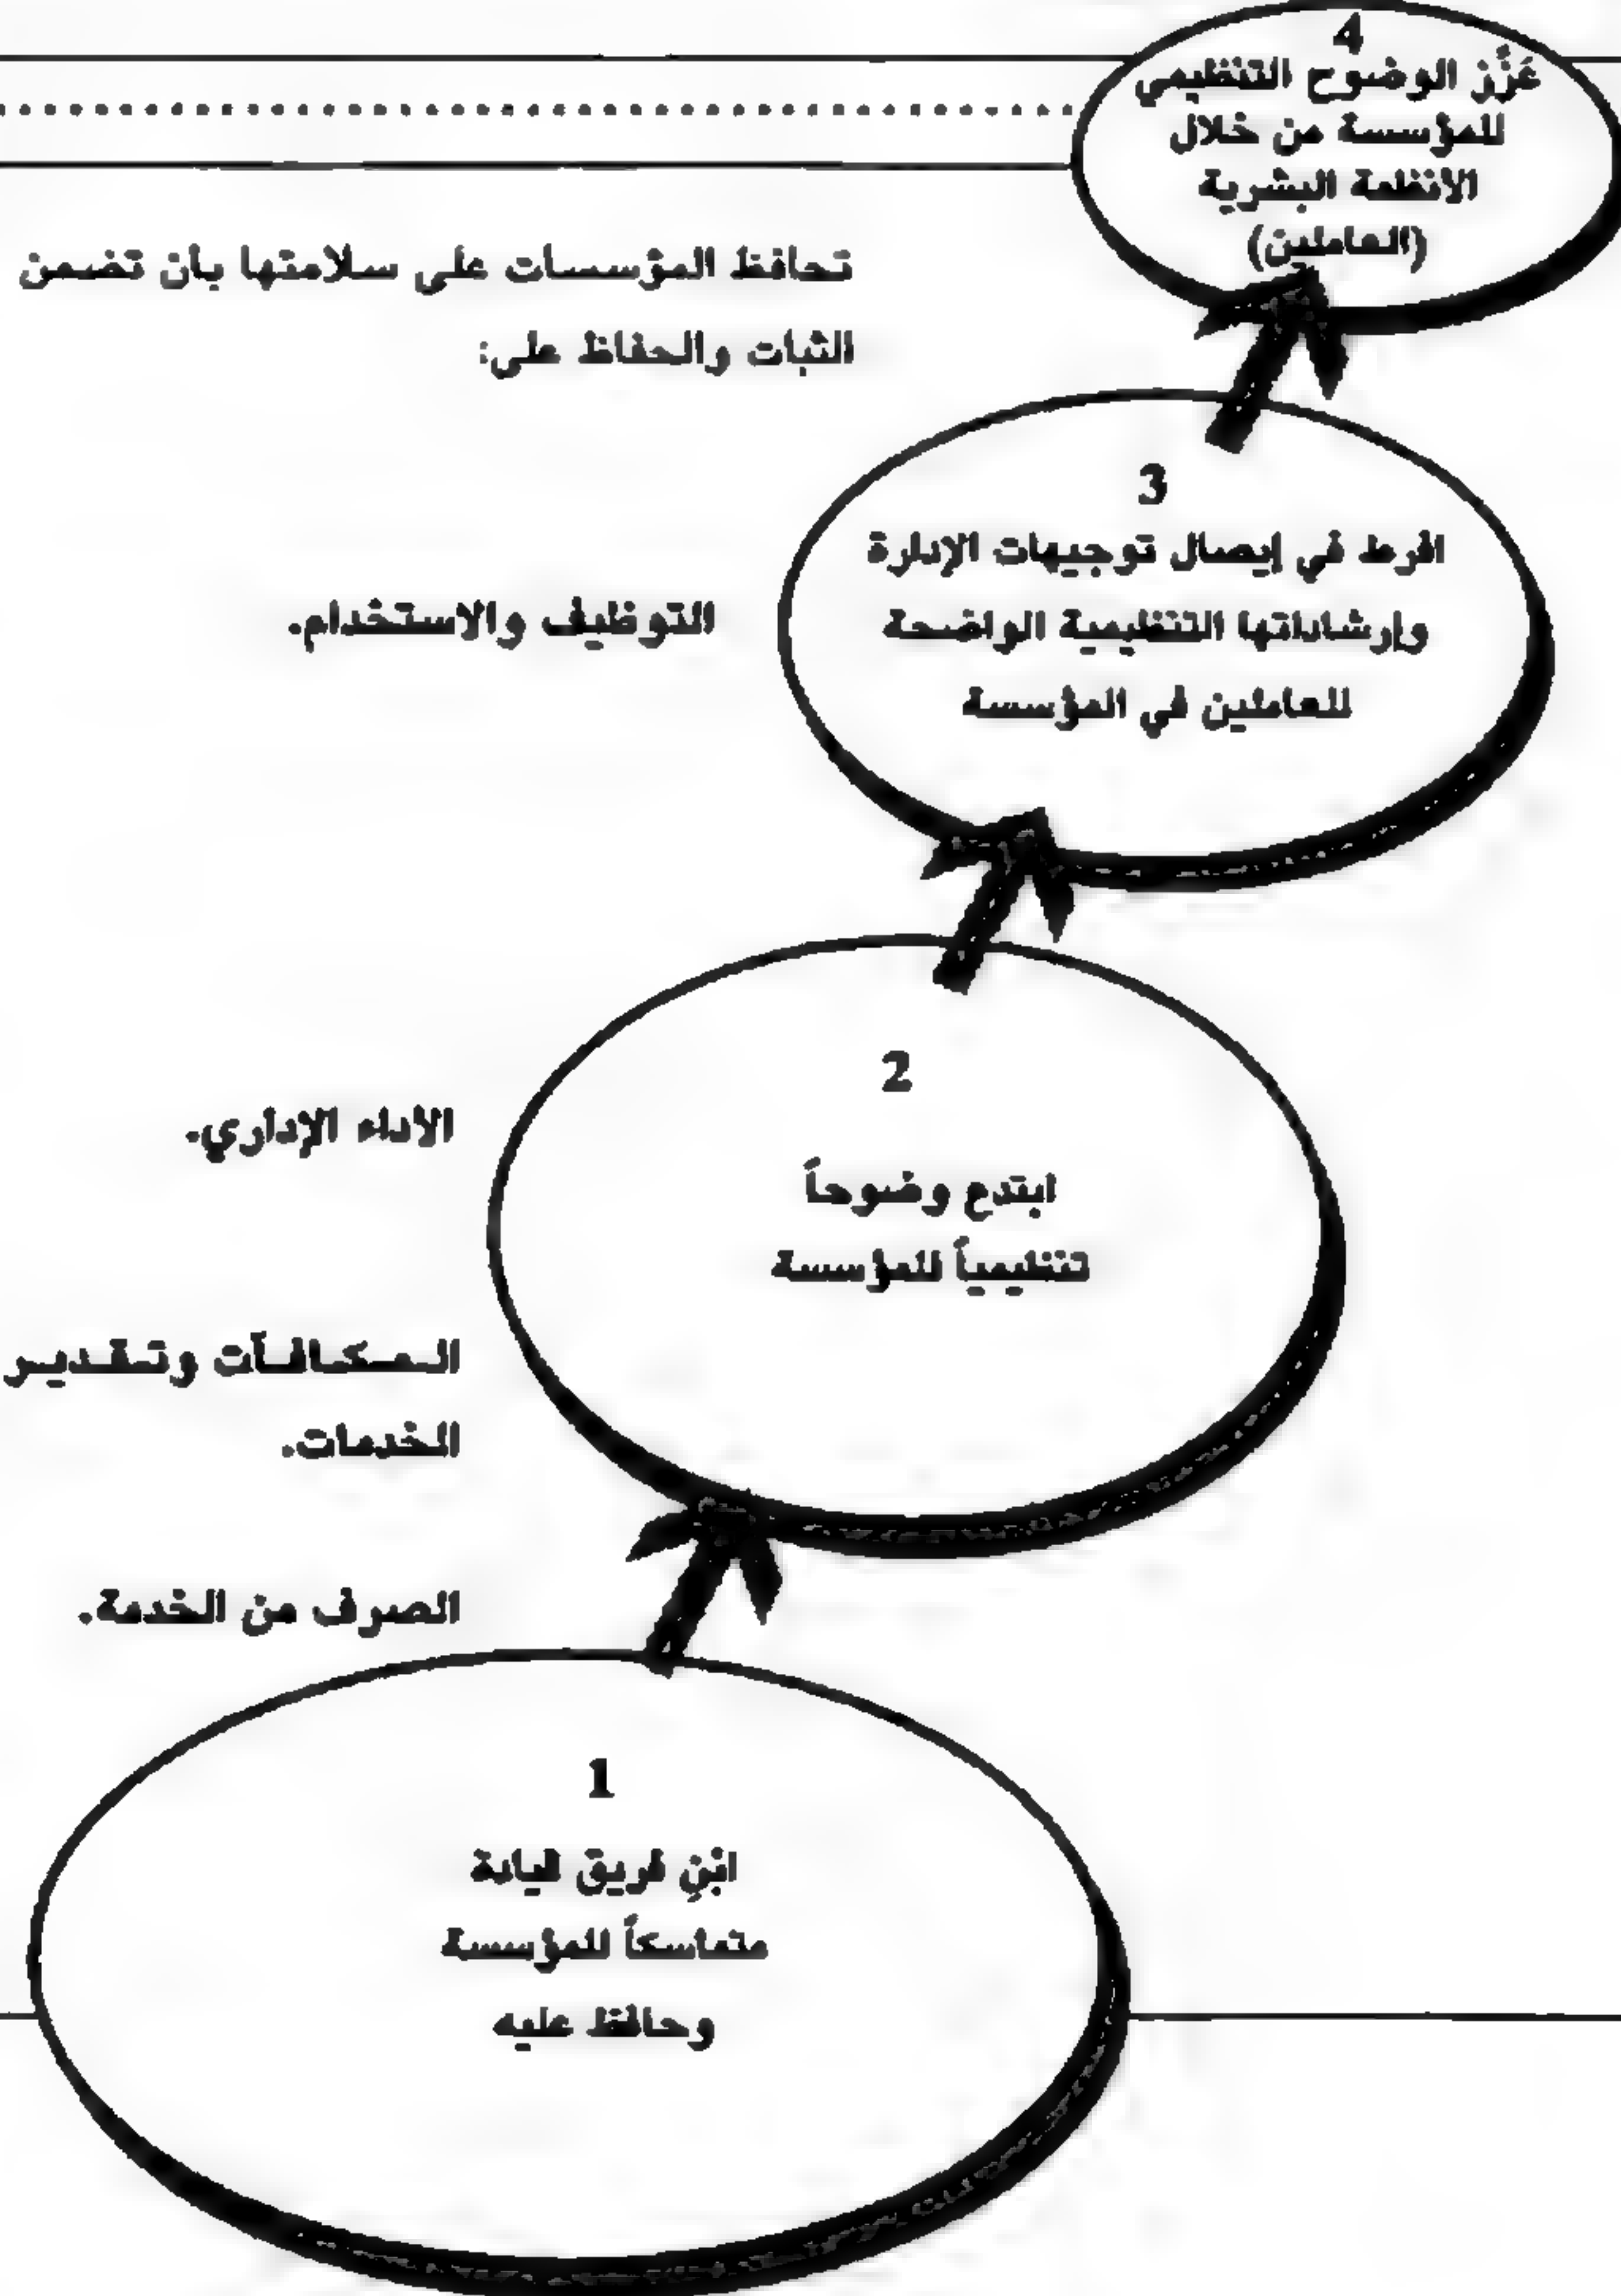 4
عَزِّز الوضوح التنظيمي
للمؤسسة من خلال
الأنظمة البشرية
(العاملين)
تحافظ المؤسسات على سلامتها بأن تضمن
الثبات والحفاظ على:
3
افرط في إيصال توجيهات الإدارة
وإرشاداتها التنظيمية الواضحة
للعاملين في المؤسسة
التوظيف والاستخدام.
2
ابتدع وضوحاً
تنظيمياً للمؤسسة
الأداء الإداري.
المكافآت وتقدير
الخدمات.
الصرف من الخدمة.
1
ابْنِ فريق قيادة
متماسكاً للمؤسسة
وحافظ عليه